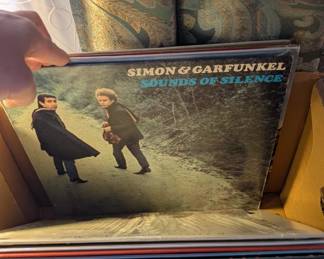 SIMON & GARFUNKEL
SOUNDS OF SILENCE